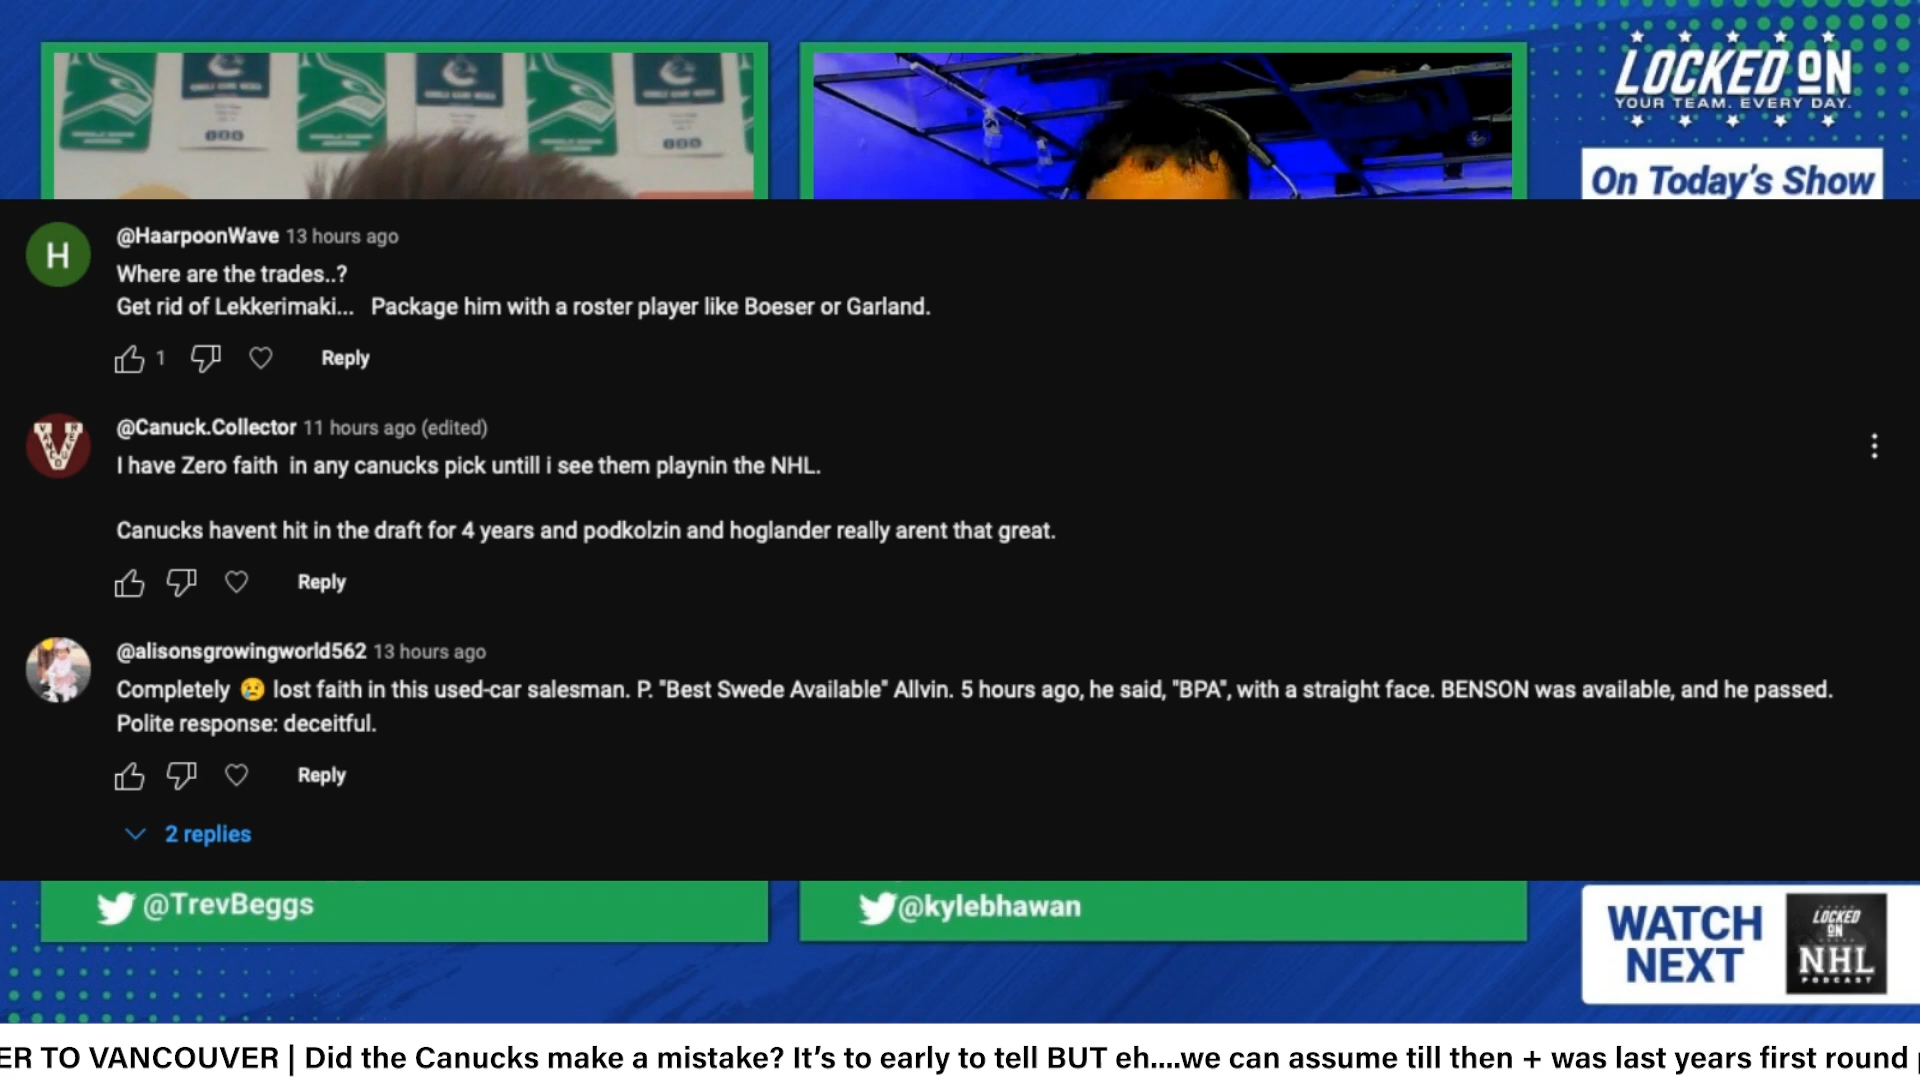 LOCKED ON
YOUR TEAM. EVERY DAY.
On Today's Show
H
@HaarpoonWave 13 hours ago
Where are the trades..?
Get rid of Lekkerimaki... Package him with a roster player like Boeser or Garland.
1
Reply
@Canuck.Collector 11 hours ago (edited)
I have Zero faith in any canucks pick untill i see them playnin the NHL.
Canucks havent hit in the draft for 4 years and podkolzin and hoglander really arent that great.
Reply
@alisonsgrowingworld562 13 hours ago
Completely 😢 lost faith in this used-car salesman. P. "Best Swede Available" Allvin. 5 hours ago, he said, "BPA", with a straight face. BENSON was available, and he passed.
Polite response: deceitful.
Reply
2 replies
@TrevBeggs
@kylebhawan
WATCH
NEXT
LOCKED
ON
NHL
PODCAST
ER TO VANCOUVER | Did the Canucks make a mistake? It's to early to tell BUT eh....we can assume till then + was last years first round